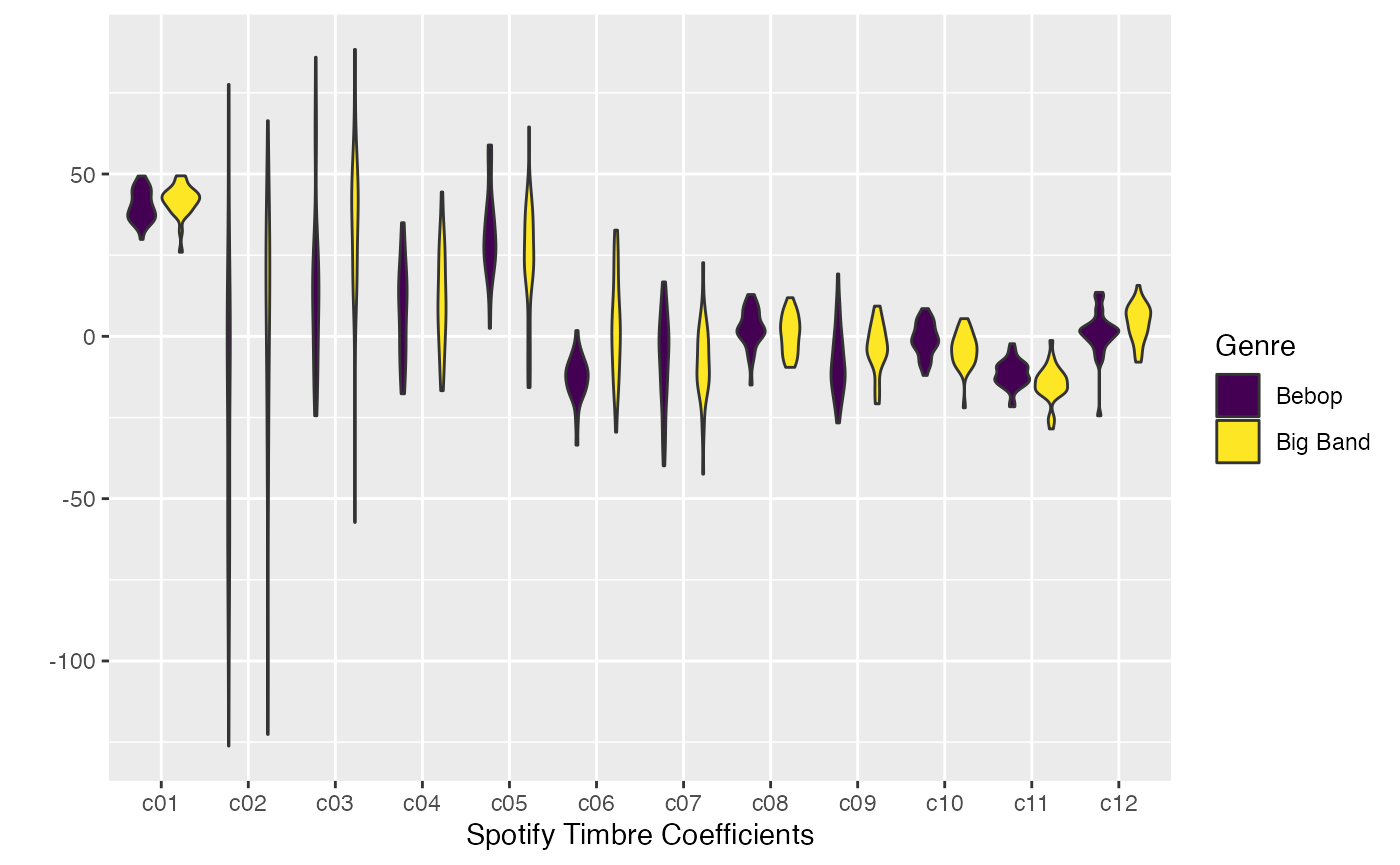 50
0
-50
-100
c01 c02 c03 c04 c05 c06 c07 c08 c09 c10 c11 c12
Spotify Timbre Coefficients
Genre
Bebop
Big Band